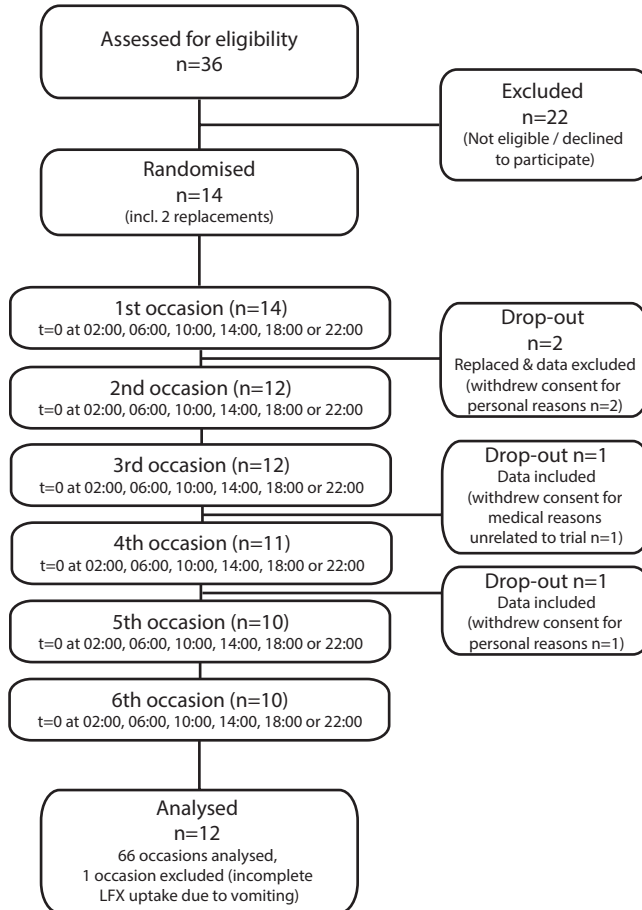 Assessed for eligibility
n=36
Excluded
n=22
(Not eligible / declined
to participate)
Randomised
n=14
(incl. 2 replacements)
1st occasion (n=14)
t=0 at 02:00, 06:00, 10:00, 14:00, 18:00 or 22:00
Drop-out
n=2
Replaced & data excluded
(withdrew consent for
personal reasons n=2)
2nd occasion (n=12)
t=0 at 02:00, 06:00, 10:00, 14:00, 18:00 or 22:00
3rd occasion (n=12)
t=0 at 02:00, 06:00, 10:00, 14:00, 18:00 or 22:00
Drop-out n=1
Data included
(withdrew consent for
medical reasons
unrelated to trial n=1)
4th occasion (n=11)
t=0 at 02:00, 06:00, 10:00, 14:00, 18:00 or 22:00
Drop-out n=1
Data included
(withdrew consent for
personal reasons n=1)
5th occasion (n=10)
t=0 at 02:00, 06:00, 10:00, 14:00, 18:00 or 22:00
6th occasion (n=10)
t=0 at 02:00, 06:00, 10:00, 14:00, 18:00 or 22:00
Analysed
n=12
66 occasions analysed,
1 occasion excluded (incomplete
LFX uptake due to vomiting)